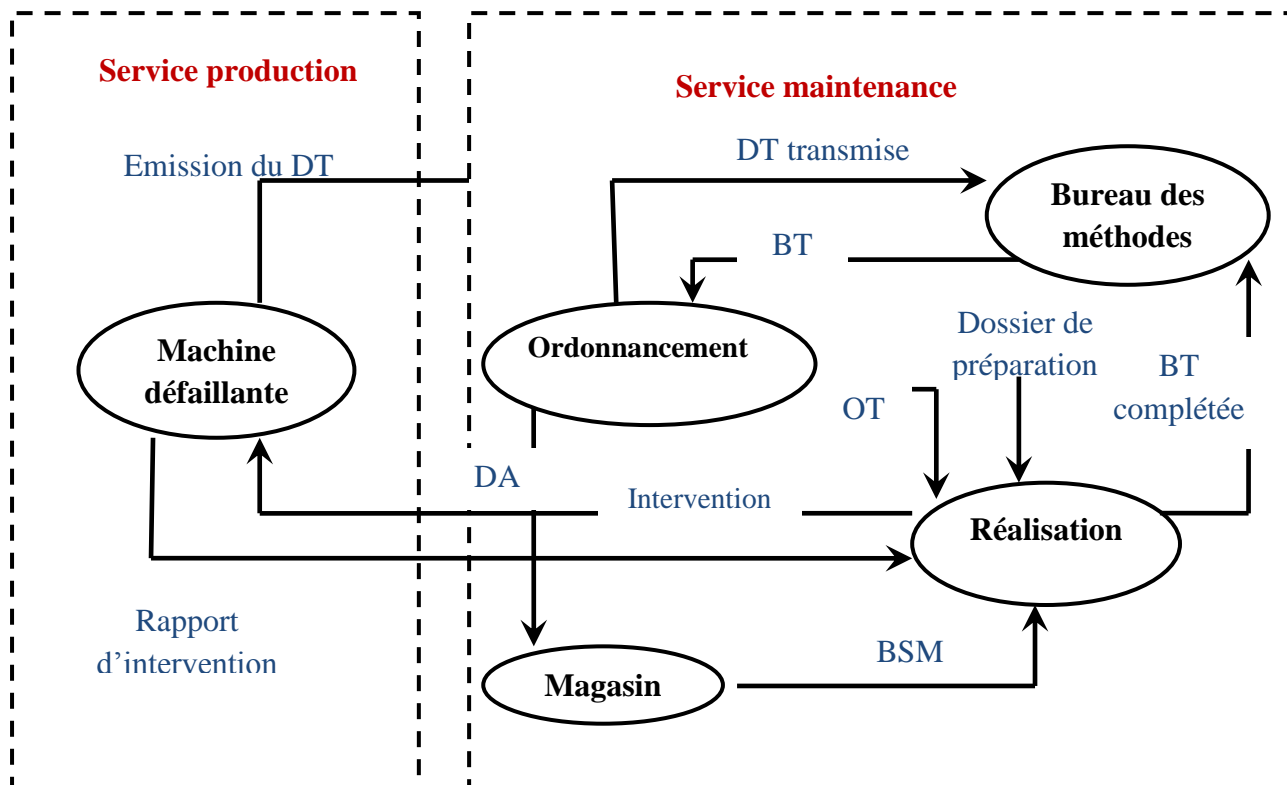 Service production
Service maintenance
Emission du DT
DT transmise
Bureau des
méthodes
BT
Machine
défaillante
Ordonnancement
Dossier de
préparation
OT
BT
complétée
DA
Intervention
Réalisation
Rapport
d’intervention
Magasin
BSM